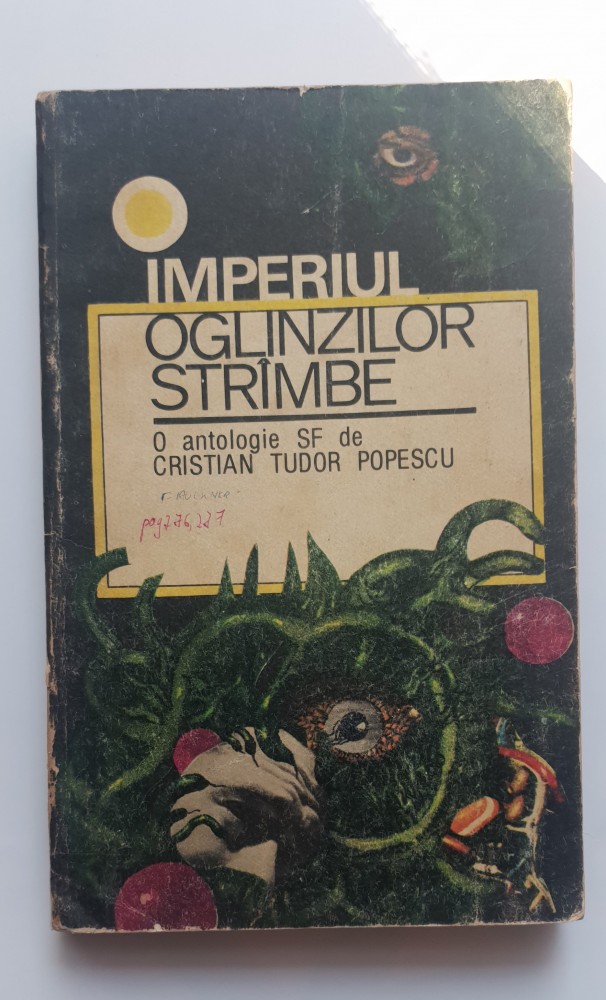 IMPERIUL
OGLINZILOR
STRÎMBE
O antologie SF de
CRISTIAN TUDOR POPESCU